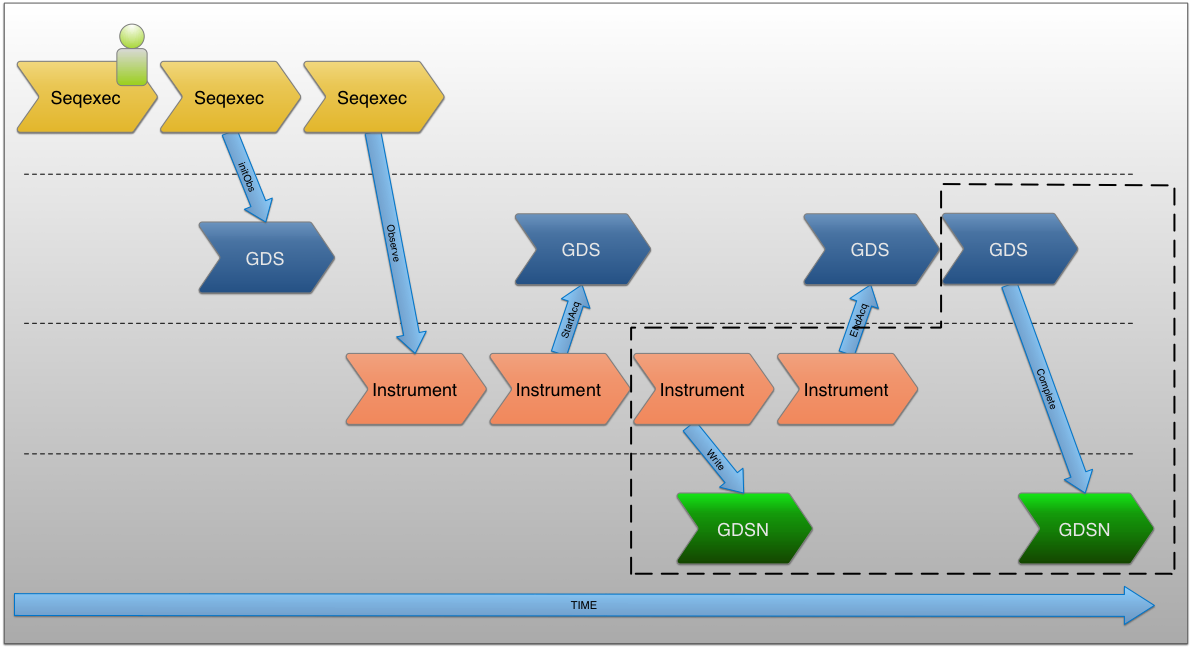 Seqexec
Seqexec
Seqexec
initObs
Observe
GDS
GDS
GDS
GDS
StartAcq
EndAcq
Complete
Instrument
Instrument
Instrument
Instrument
Write
GDSN
GDSN
TIME